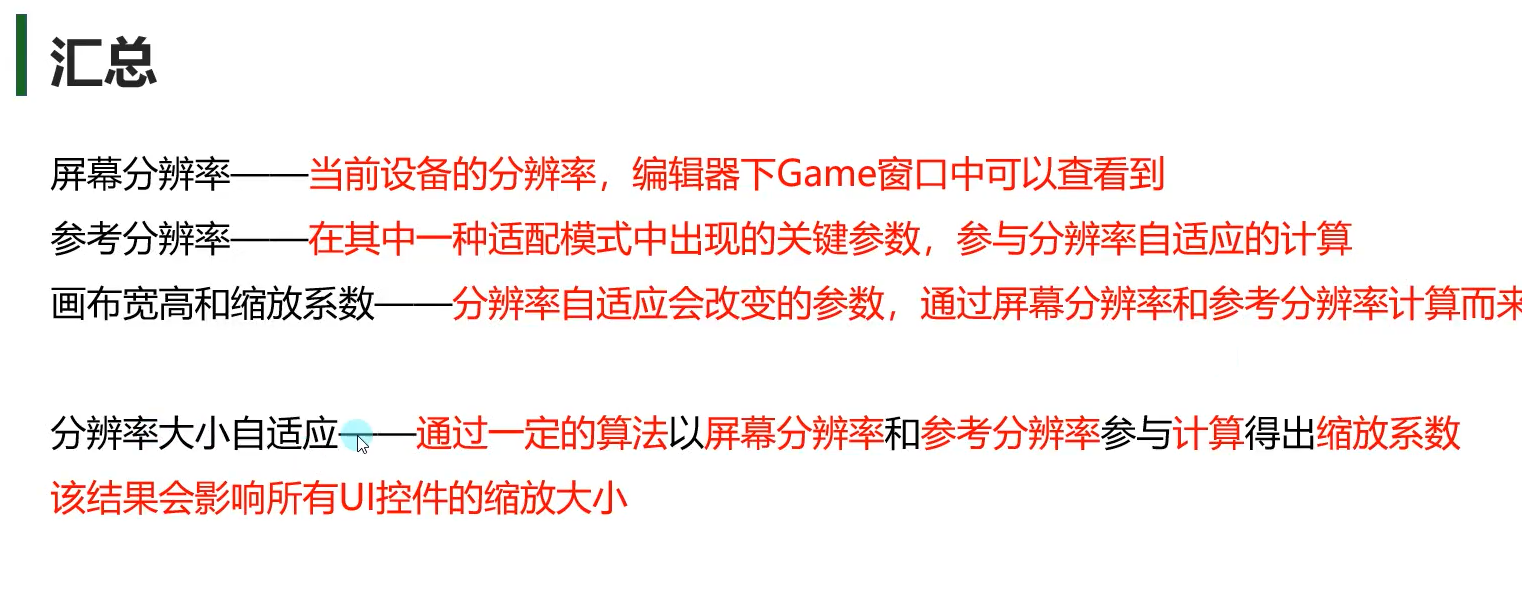 汇总
屏幕分辨率——当前设备的分辨率，编辑器下Game窗口中可以查看到
参考分辨率——在其中一种适配模式中出现的关键参数，参与分辨率自适应的计算
画布宽高和缩放系数——分辨率自适应会改变的参数，通过屏幕分辨率和参考分辨率计算而来
分辨率大小自适应——通过一定的算法以屏幕分辨率和参考分辨率参与计算得出缩放系数
该结果会影响所有UI控件的缩放大小